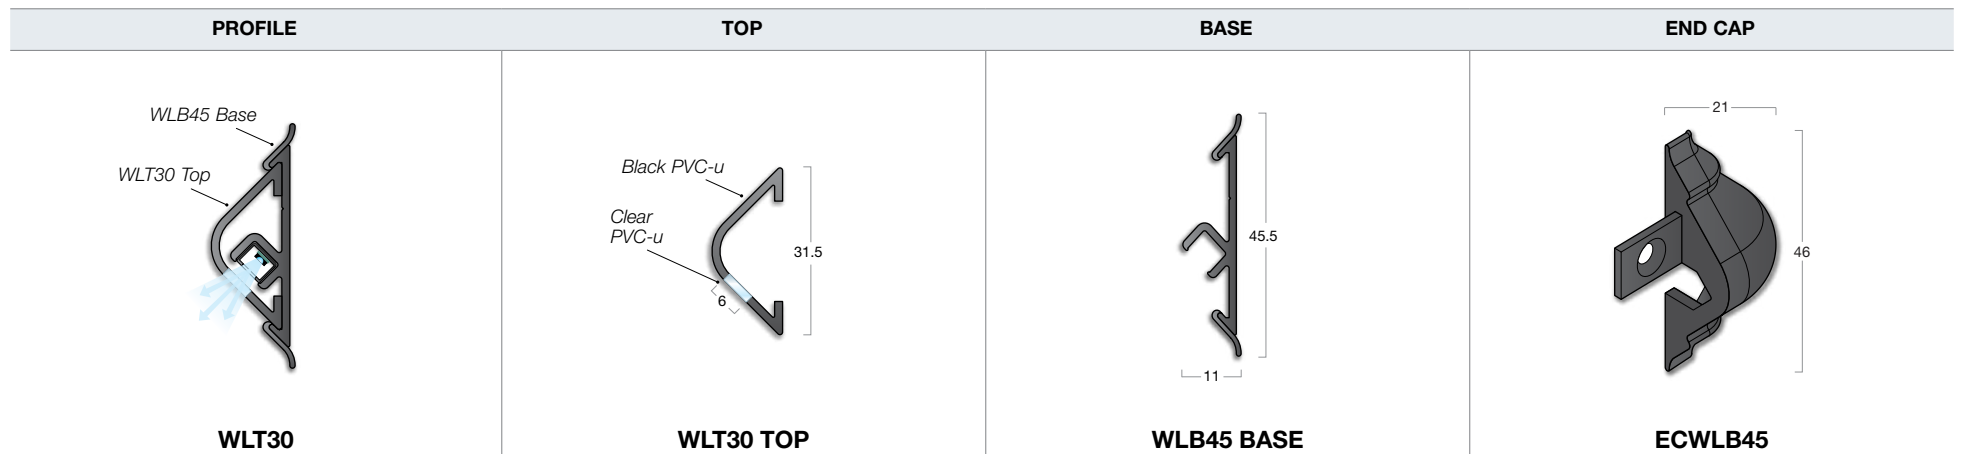 PROFILE
TOP
BASE
END CAP
WLB45 Base
WLT30 Top
WLT30
Black PVC-u
Clear
PVC-u
31.5
6
WLT30 TOP
45.5
11
WLB45 BASE
21
46
ECWLB45